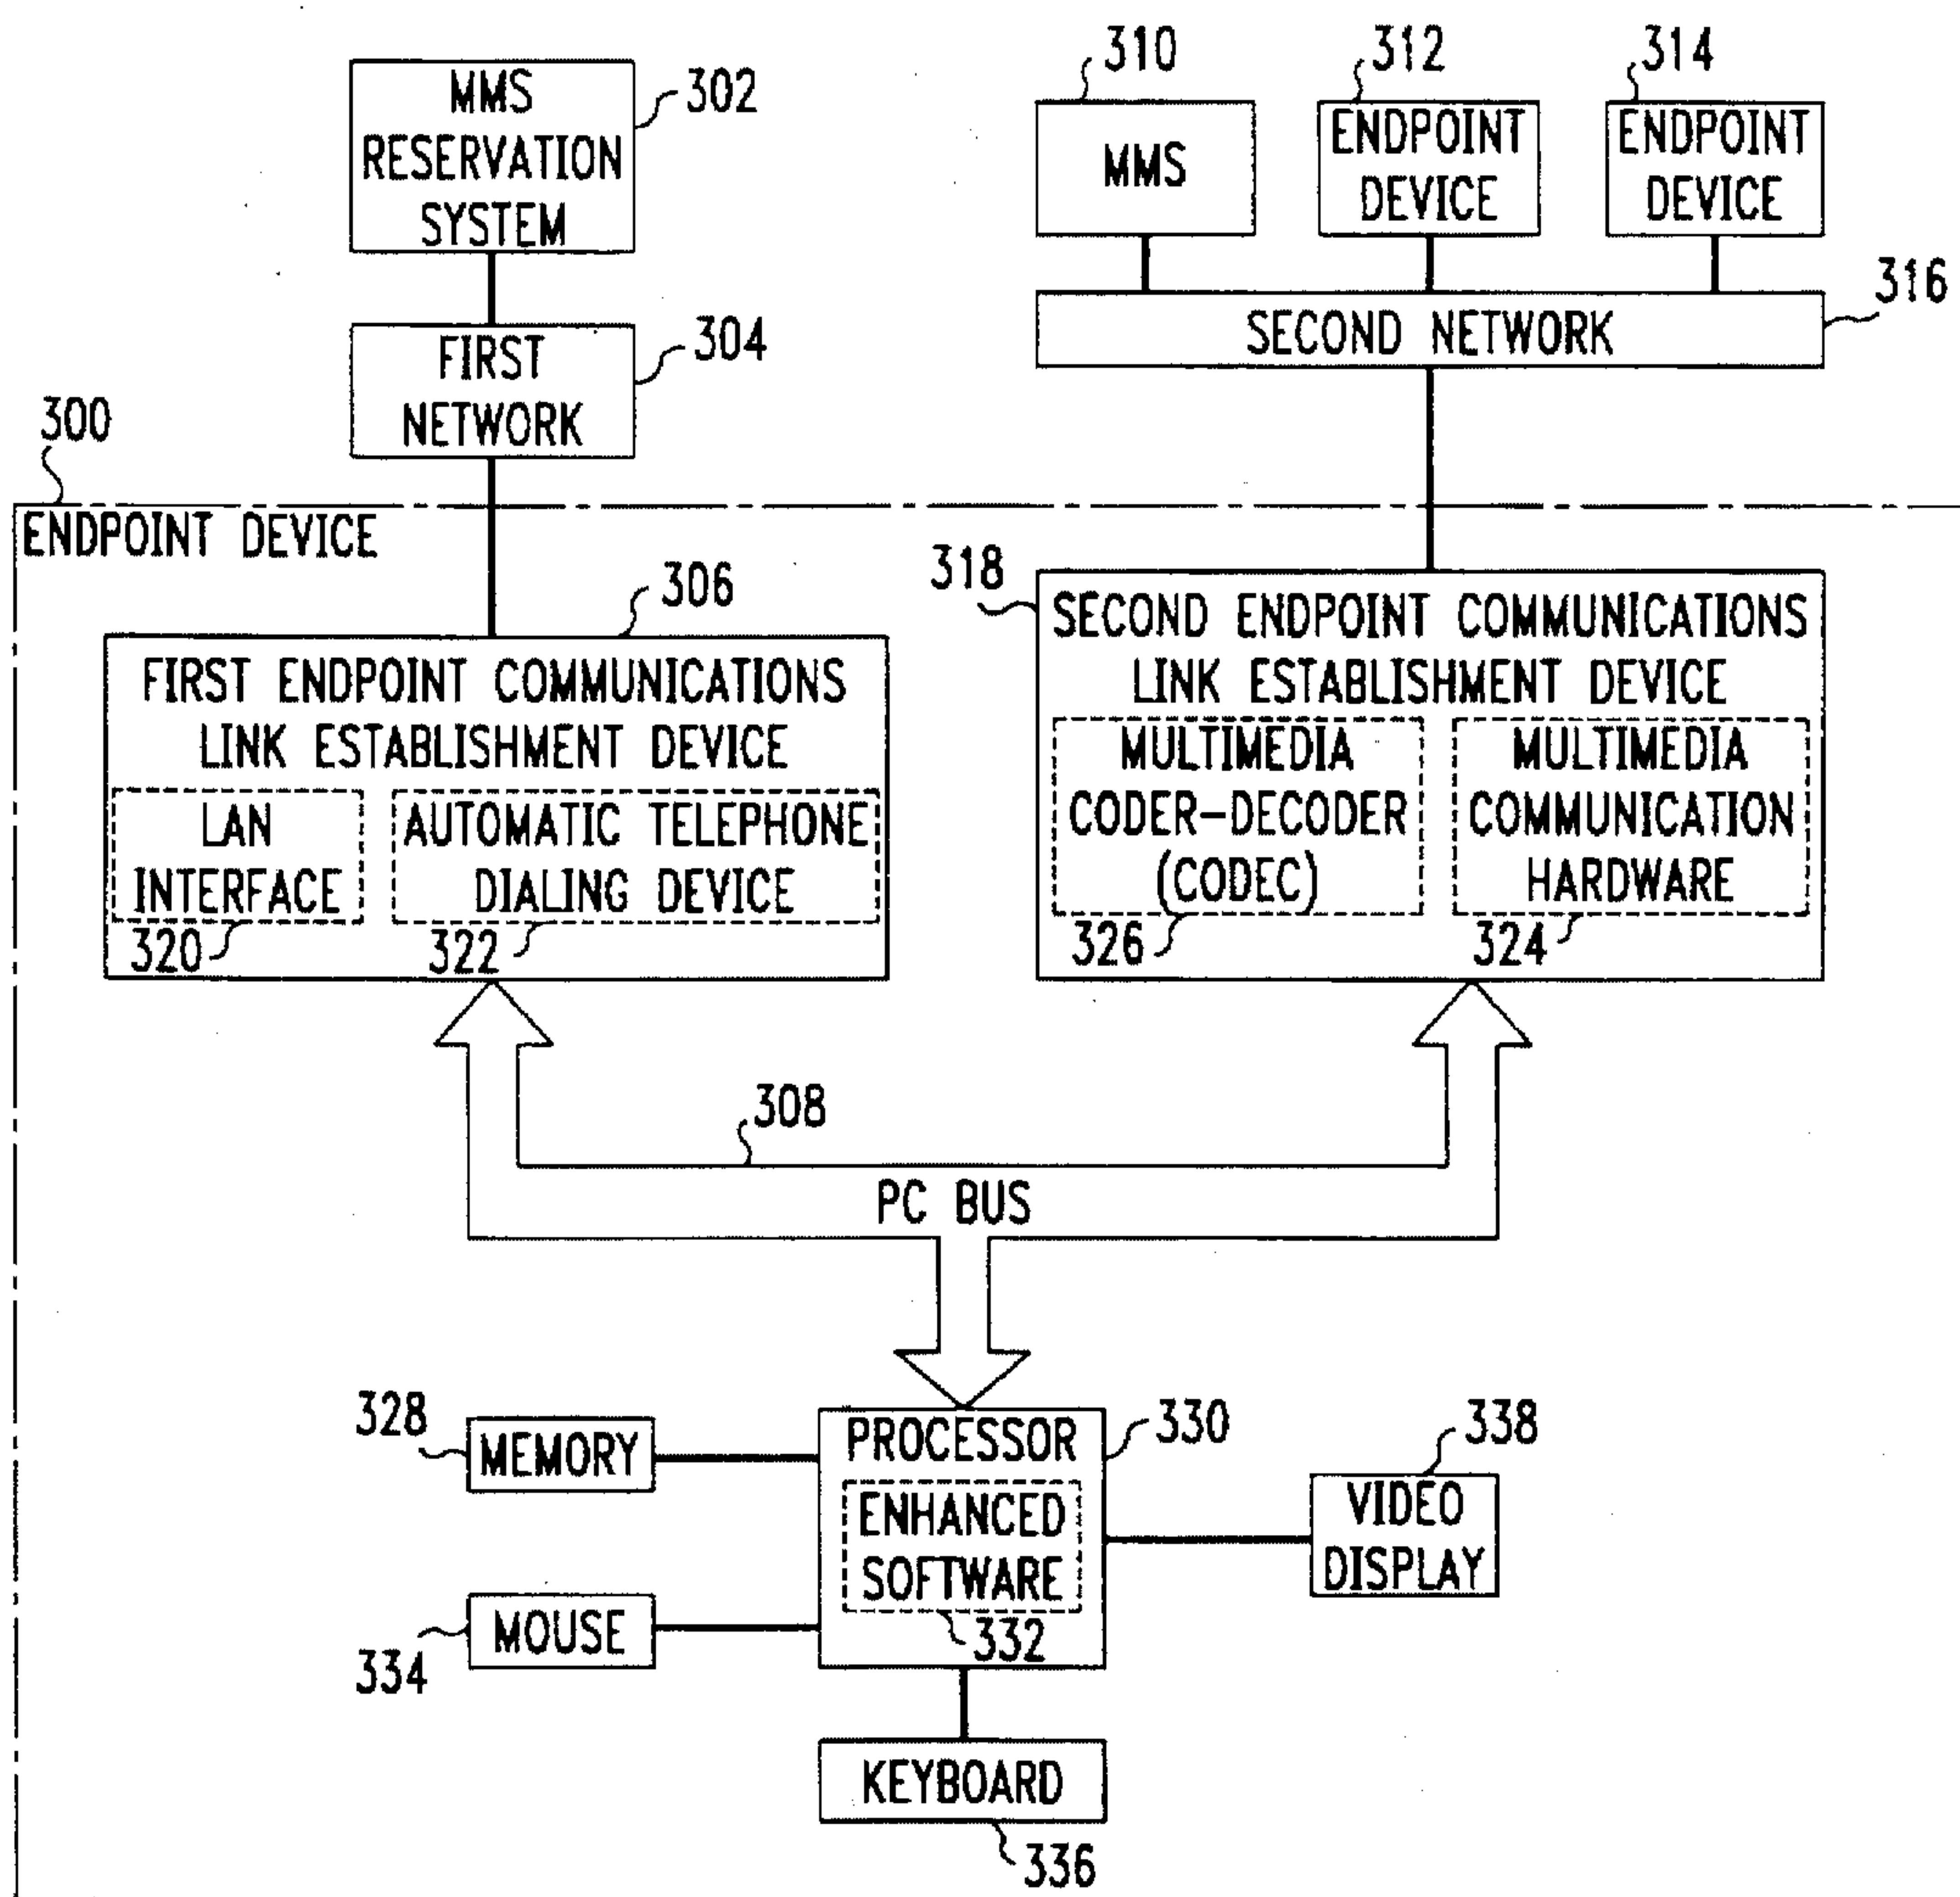 310
312
314
MMS
RESERVATION
SYSTEM
302
MMS
ENDPOINT
DEVICE
ENDPOINT
DEVICE
316
SECOND NETWORK
FIRST
NETWORK
304
300
ENDPOINT DEVICE
306
318
FIRST ENDPOINT COMMUNICATIONS
LINK ESTABLISHMENT DEVICE
LAN
INTERFACE
320
AUTOMATIC TELEPHONE
DIALING DEVICE
322
SECOND ENDPOINT COMMUNICATIONS
LINK ESTABLISHMENT DEVICE
MULTIMEDIA
CODER-DECODER
(CODEC)
326
MULTIMEDIA
COMMUNICATION
HARDWARE
324
308
PC BUS
328
MEMORY
PROCESSOR
330
ENHANCED
SOFTWARE
332
338
VIDEO
DISPLAY
MOUSE
334
KEYBOARD
336